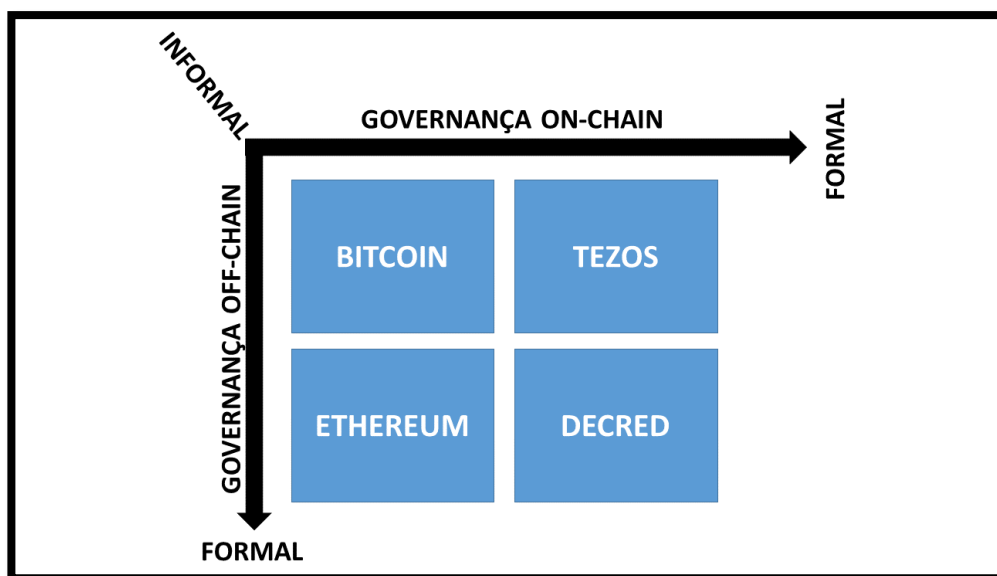 INFORMAL
GOVERNANÇA ON-CHAIN
FORMAL
GOVERNANÇA OFF-CHAIN
BITCOIN
TEZOS
ETHEREUM
DECRED
FORMAL